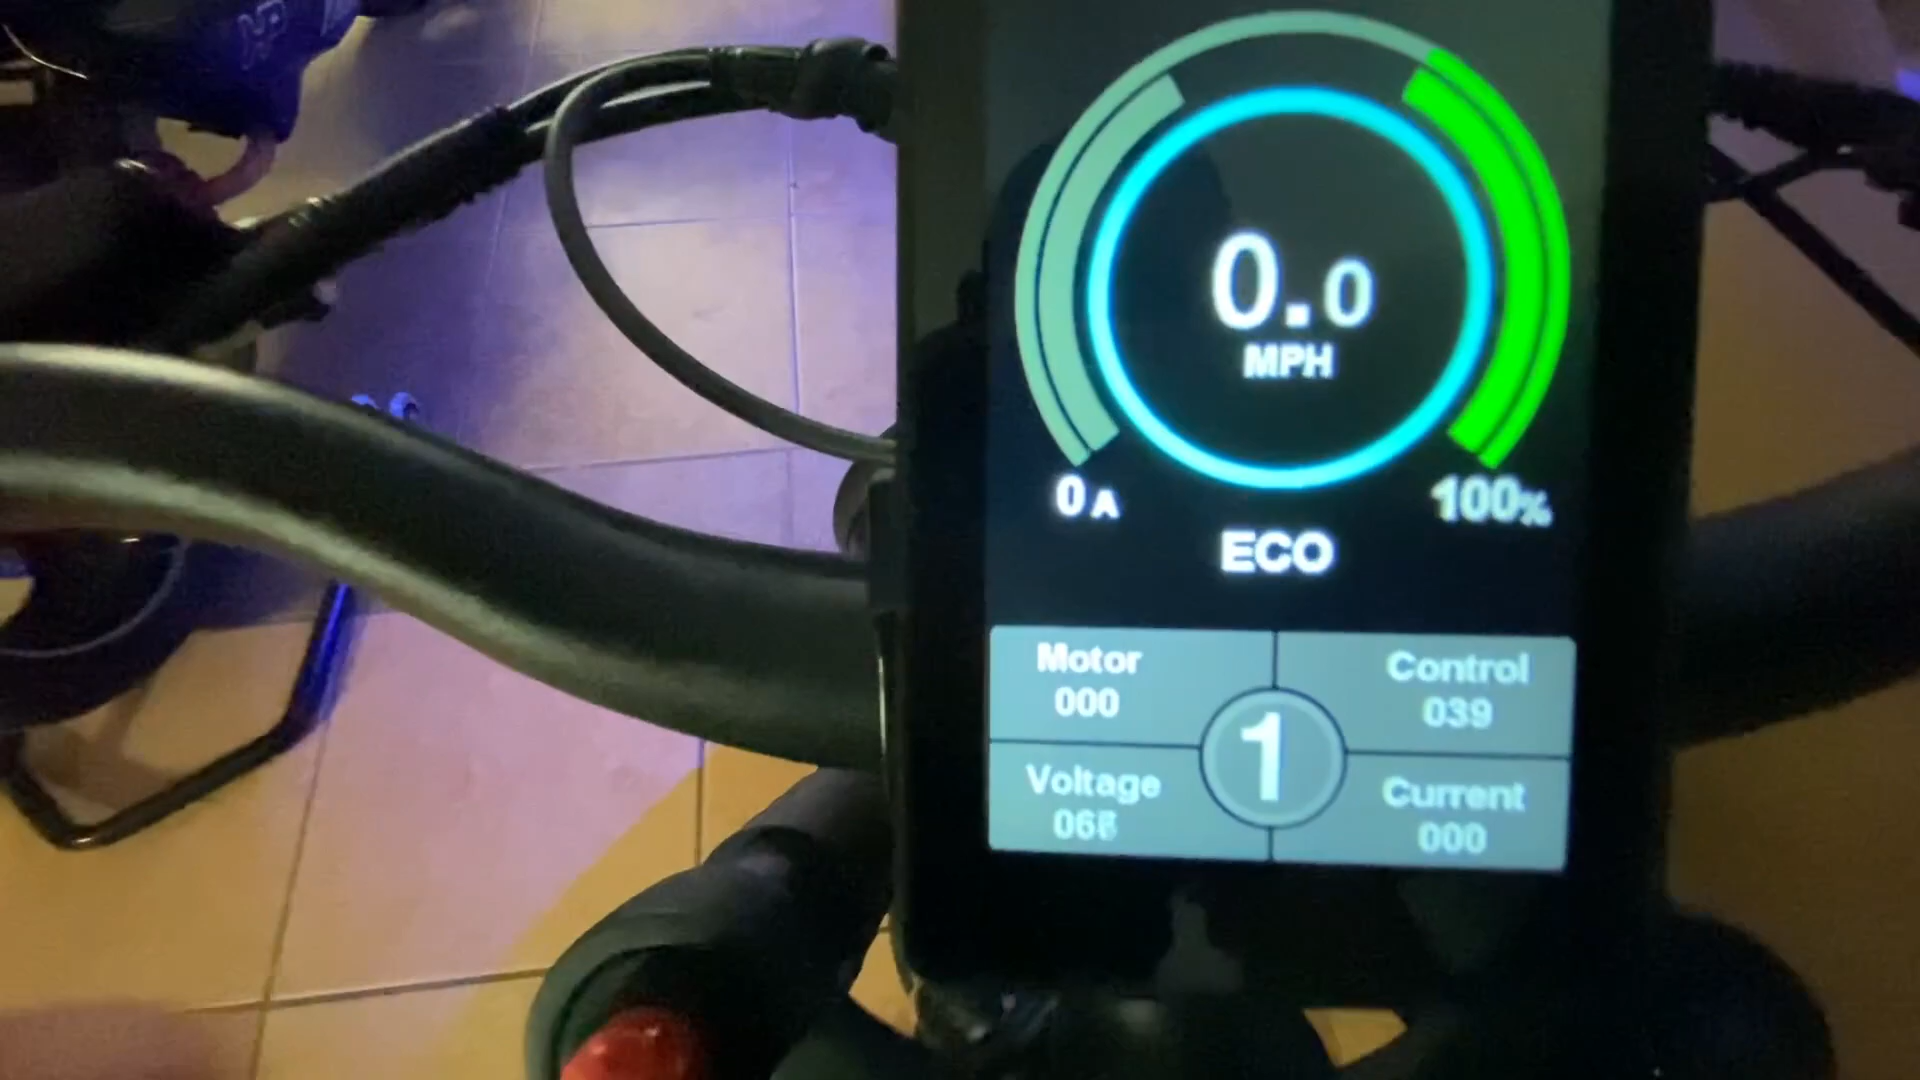 0.0
MPH
0 A
100%
ECO
Motor
000
Control
039
1
Voltage
Current
000